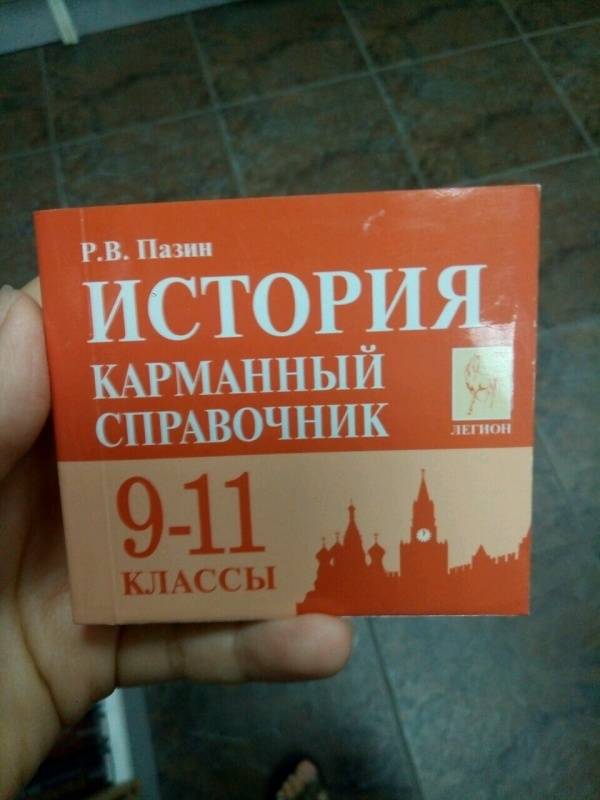 Р.В. Пазин
ИСТОРИЯ
КАРМАННЫЙ
СПРАВОЧНИК
ЛЕГИОН
9-11
КЛАССЫ